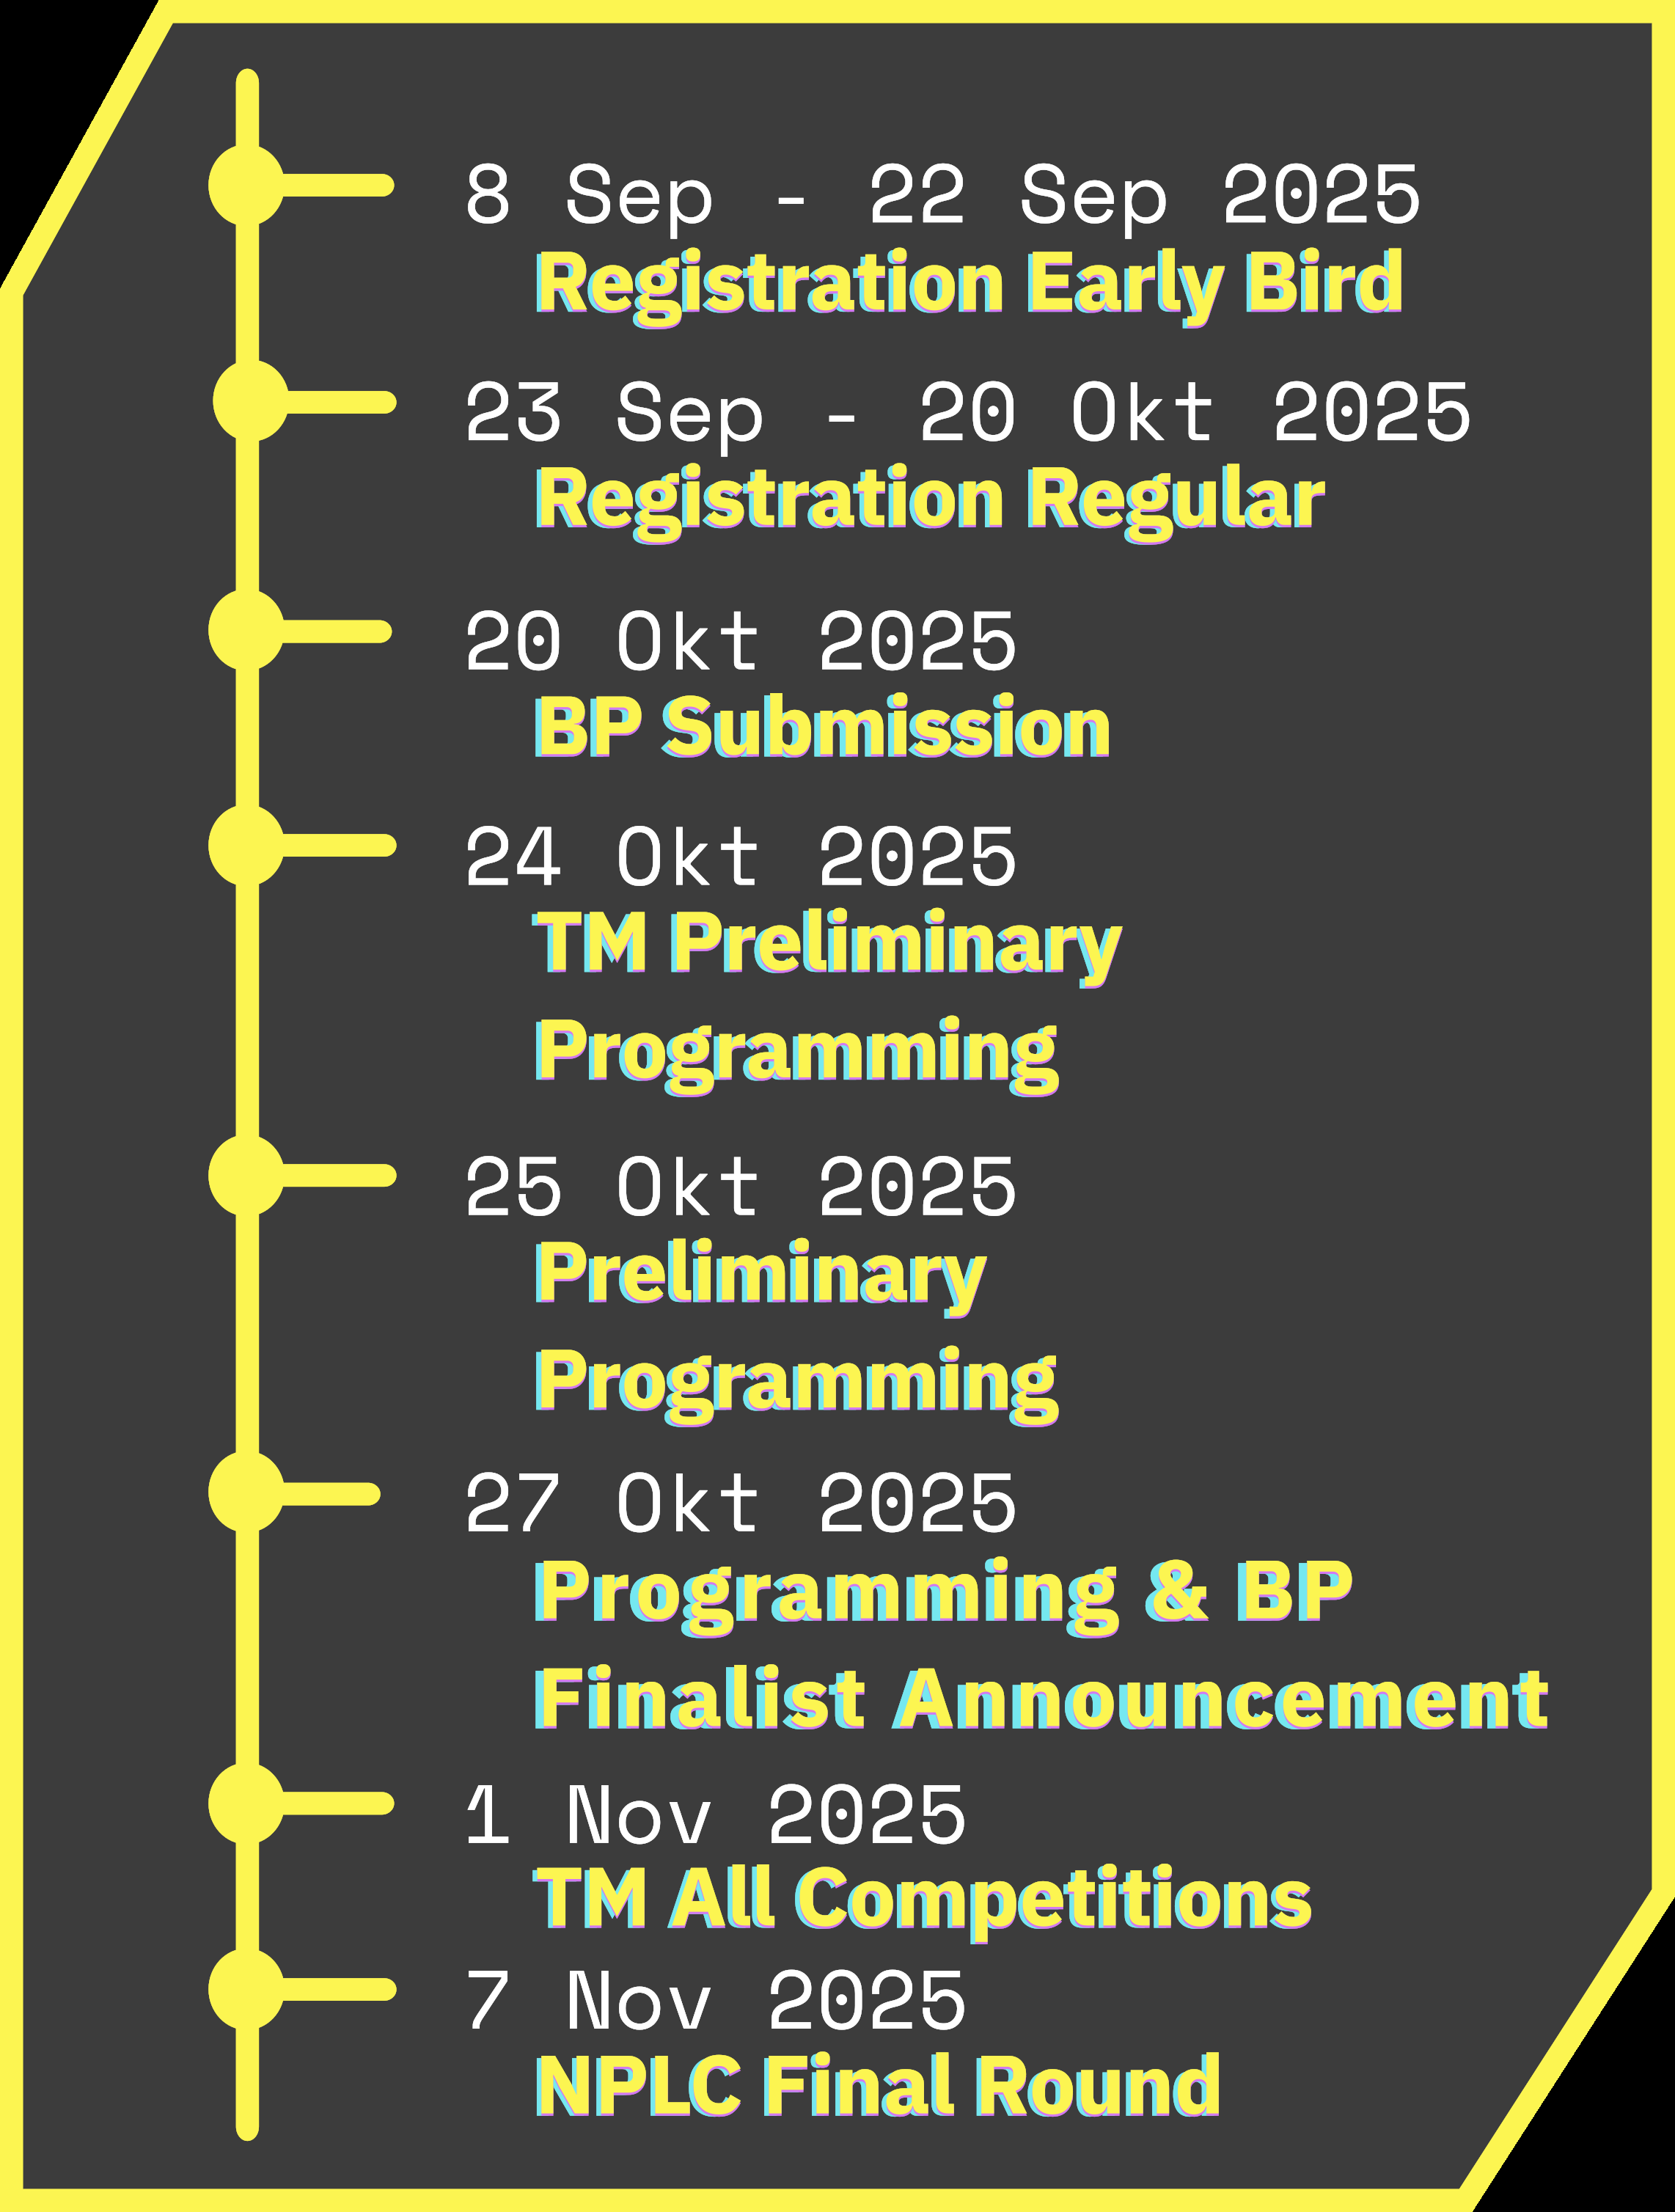 8 Sep - 22 Sep 2025
Registration Early Bird
23 Sep - 20 Okt 2025
Registration Regular
20 Okt 2025
BP Submission
24 Okt 2025
TM Preliminary
Programming
25 Okt 2025
Preliminary
Programming
27 Okt 2025
Programming & BP
Finalist Announcement
1 Nov 2025
TM All Competitions
7 Nov 2025
NPLC Final Round